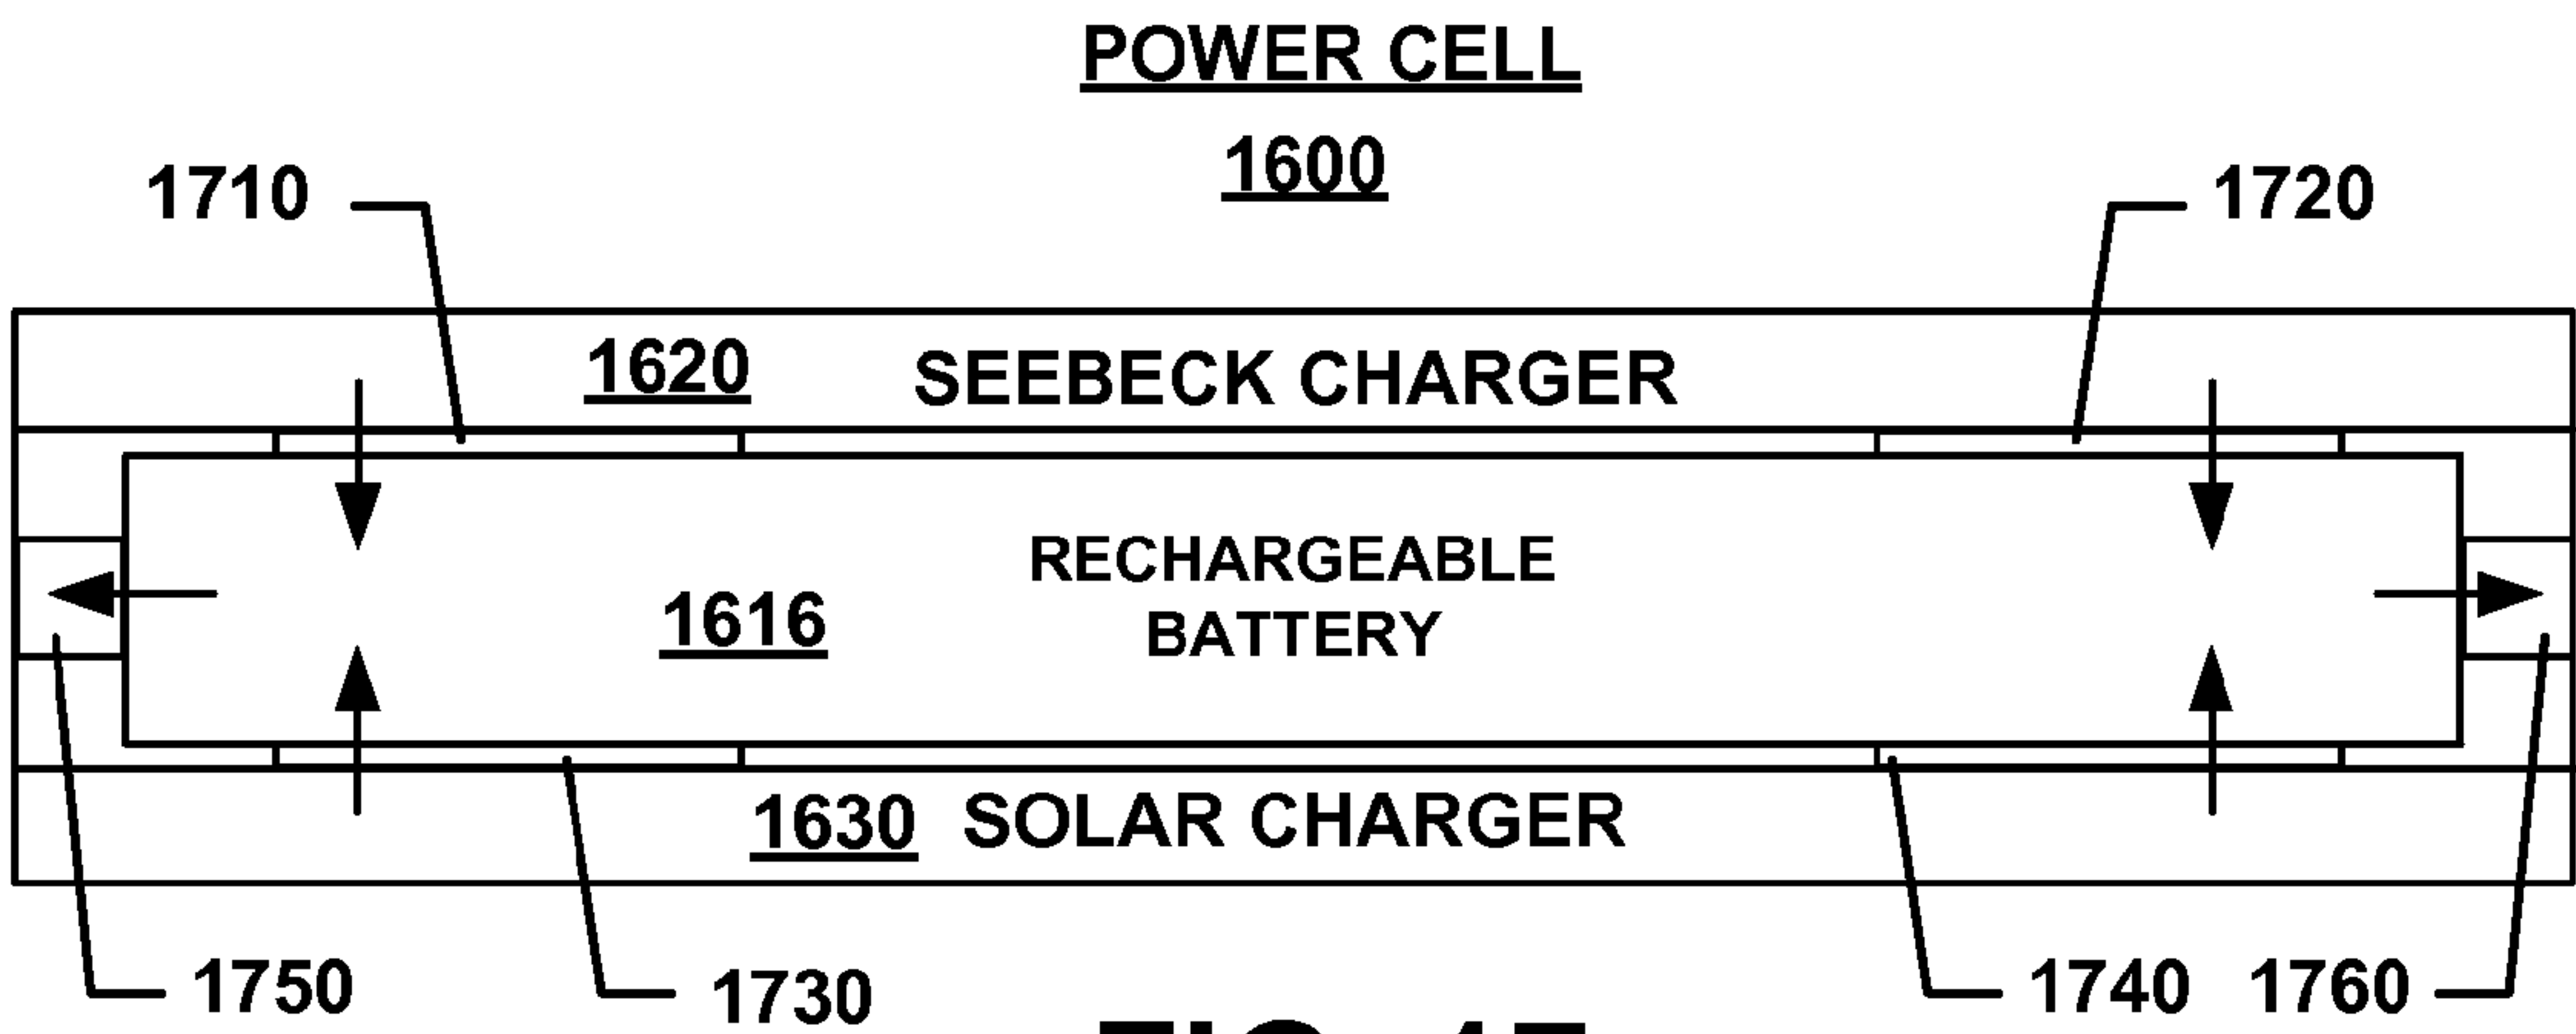 POWER CELL
1600
1710
1720
1620 SEEBECK CHARGER
RECHARGEABLE
1616
BATTERY
1630 SOLAR CHARGER
1750
1730
1740
1760